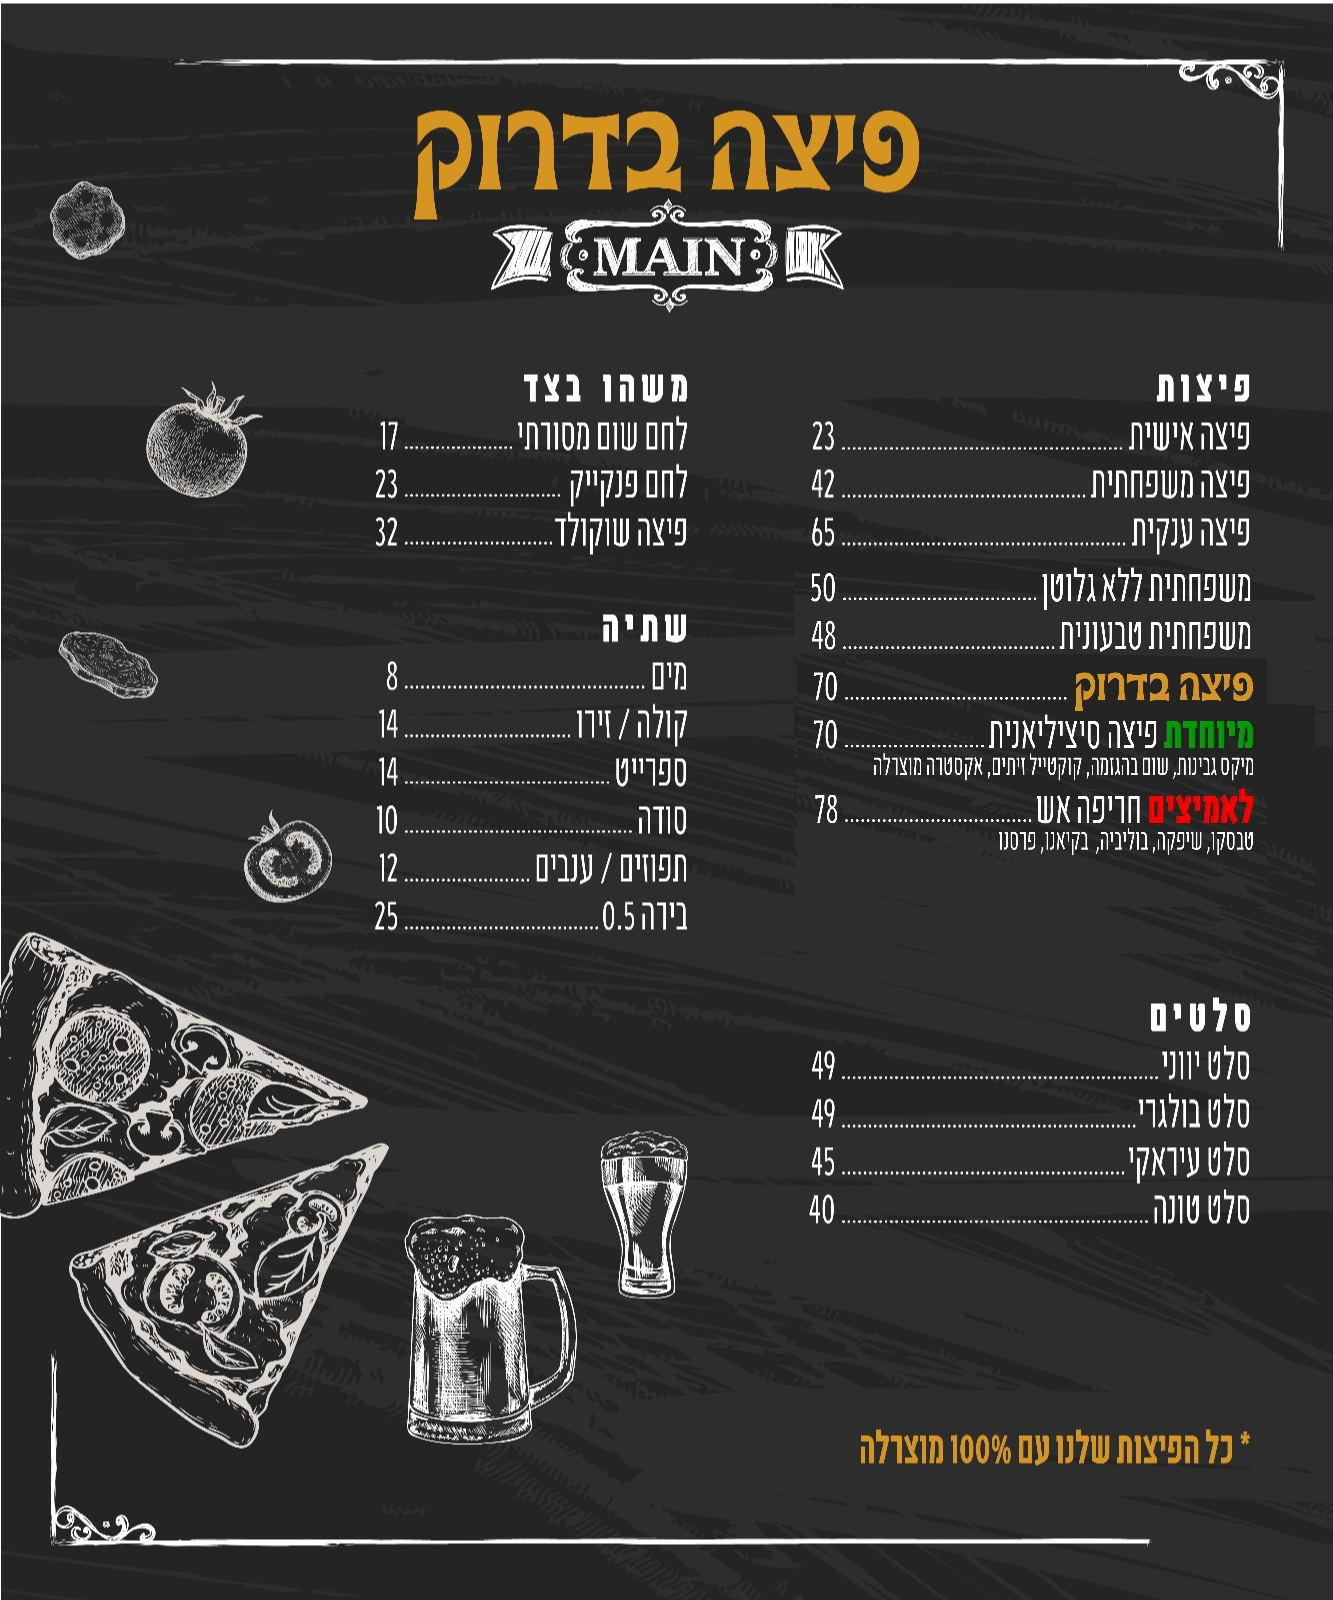 פיצה בדרוק
MAIN
פיצות
פיצה אישית 23
פיצה משפחתית 42
פיצה ענקית 65
משפחתית ללא גלוטן 50
משפחתית טבעונית 48
פיצה בדרוק 70
מיוחדת פיצה סיציליאנית 70
מיקס גבינות, שום בהגזמה, קוקטייל זיתים, אקסטרה מוצרלה
לאמיצים חריפה אש 78
טבסקו, שיפקה, בוליביה, בקיאנו, פרסנו
סלטים
סלט יווני 49
סלט בולגרי 49
סלט עיראקי 45
סלט טונה 40
* כל הפיצות שלנו עם 100% מוצרלה
משהו בצד
לחם שום מסורתי 17
לחם פנקייק 23
פיצה שוקולד 32
שתיה
מים 8
קולה / זירו 14
ספרייט 14
סודה 10
תפוזים / ענבים 12
בירה 0.5 25